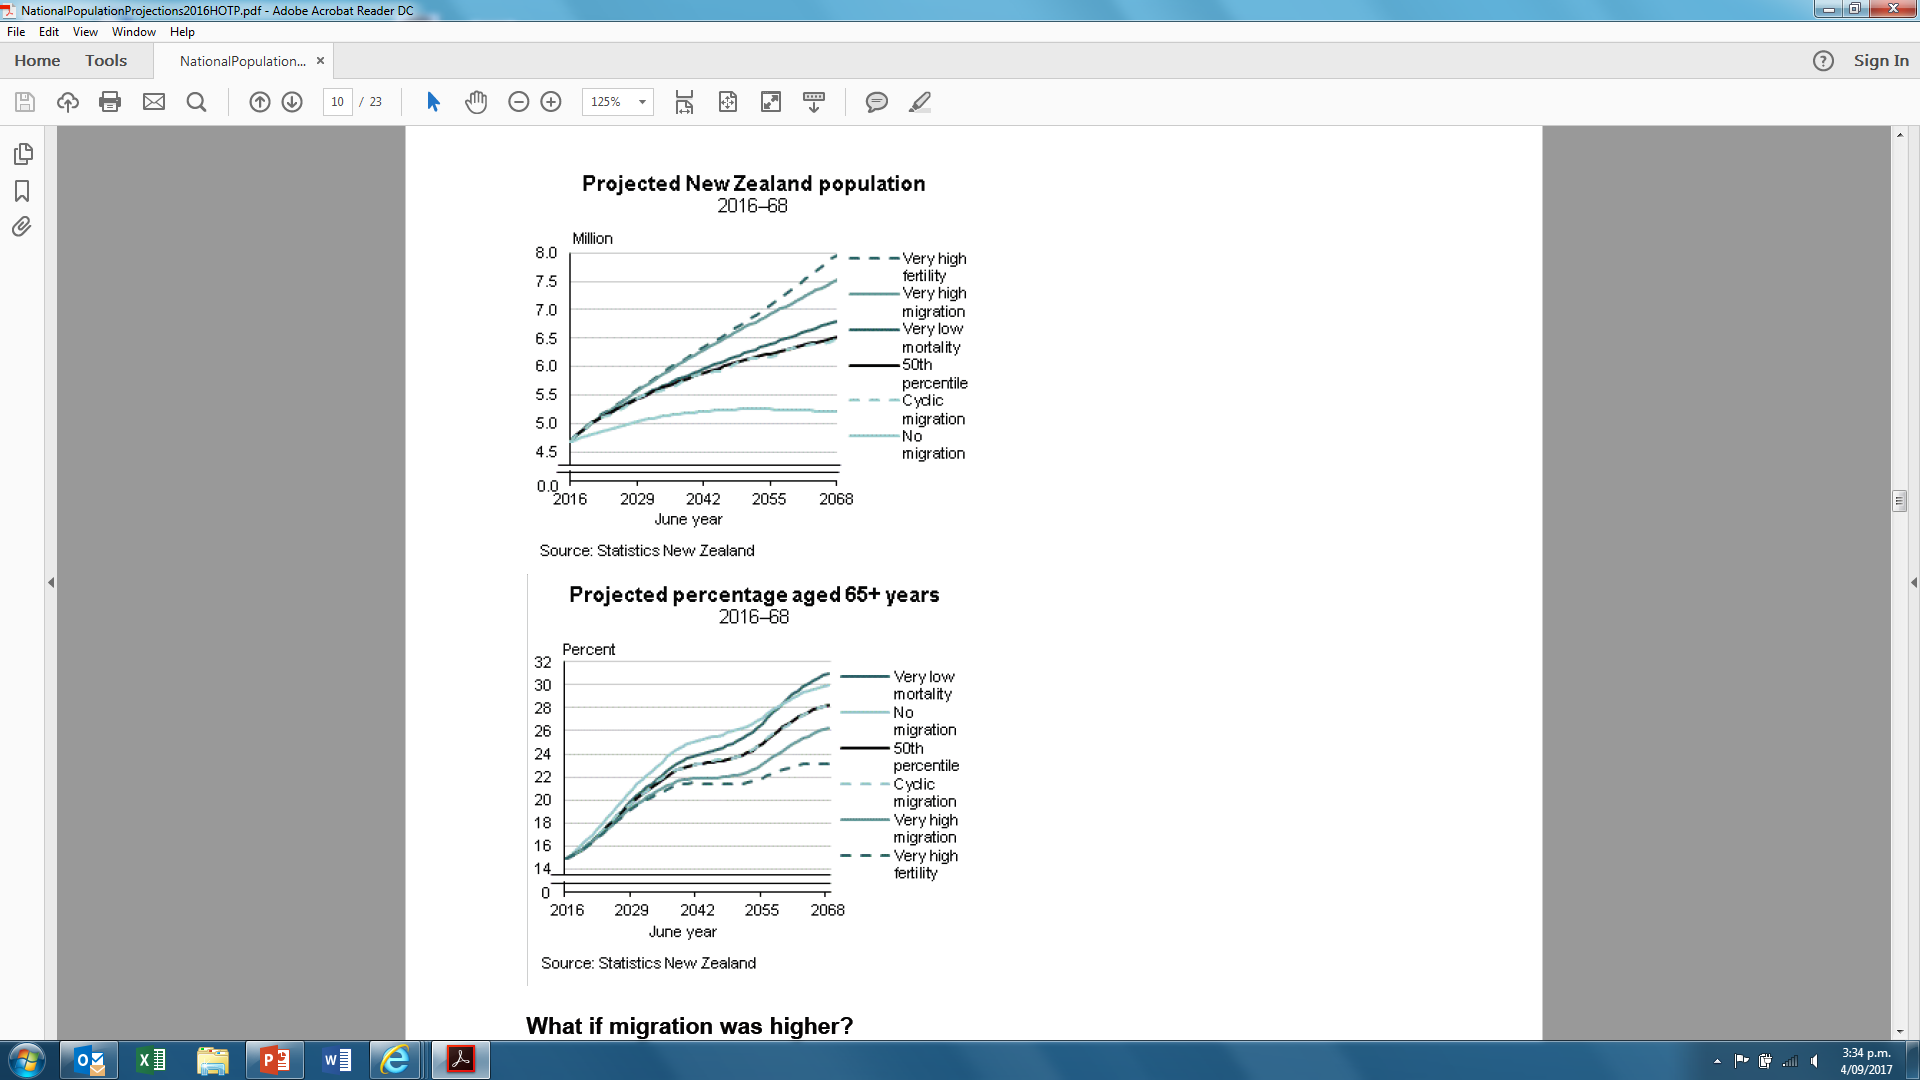 NationalPopulationProjections2016HOTP.pdf - Adobe Acrobat Reader DC
File Edit View Window Help
Home Tools NationalPopulation... × Sign In
10 / 23 125%
Projected New Zealand population
2016–68
Million
8.0
7.5
7.0
6.5
6.0
5.5
5.0
4.5
0.0
2016 2029 2042 2055 2068
June year
Very high
fertility
Very high
migration
Very low
mortality
50th
percentile
Cyclic
migration
No
migration
Source: Statistics New Zealand
Projected percentage aged 65+ years
2016–68
Percent
32
30
28
26
24
22
20
18
16
14
0
2016 2029 2042 2055 2068
June year
Very low
mortality
No
migration
50th
percentile
Cyclic
migration
Very high
migration
Very high
fertility
Source: Statistics New Zealand
What if migration was higher?
3:34 p.m.
4/09/2017